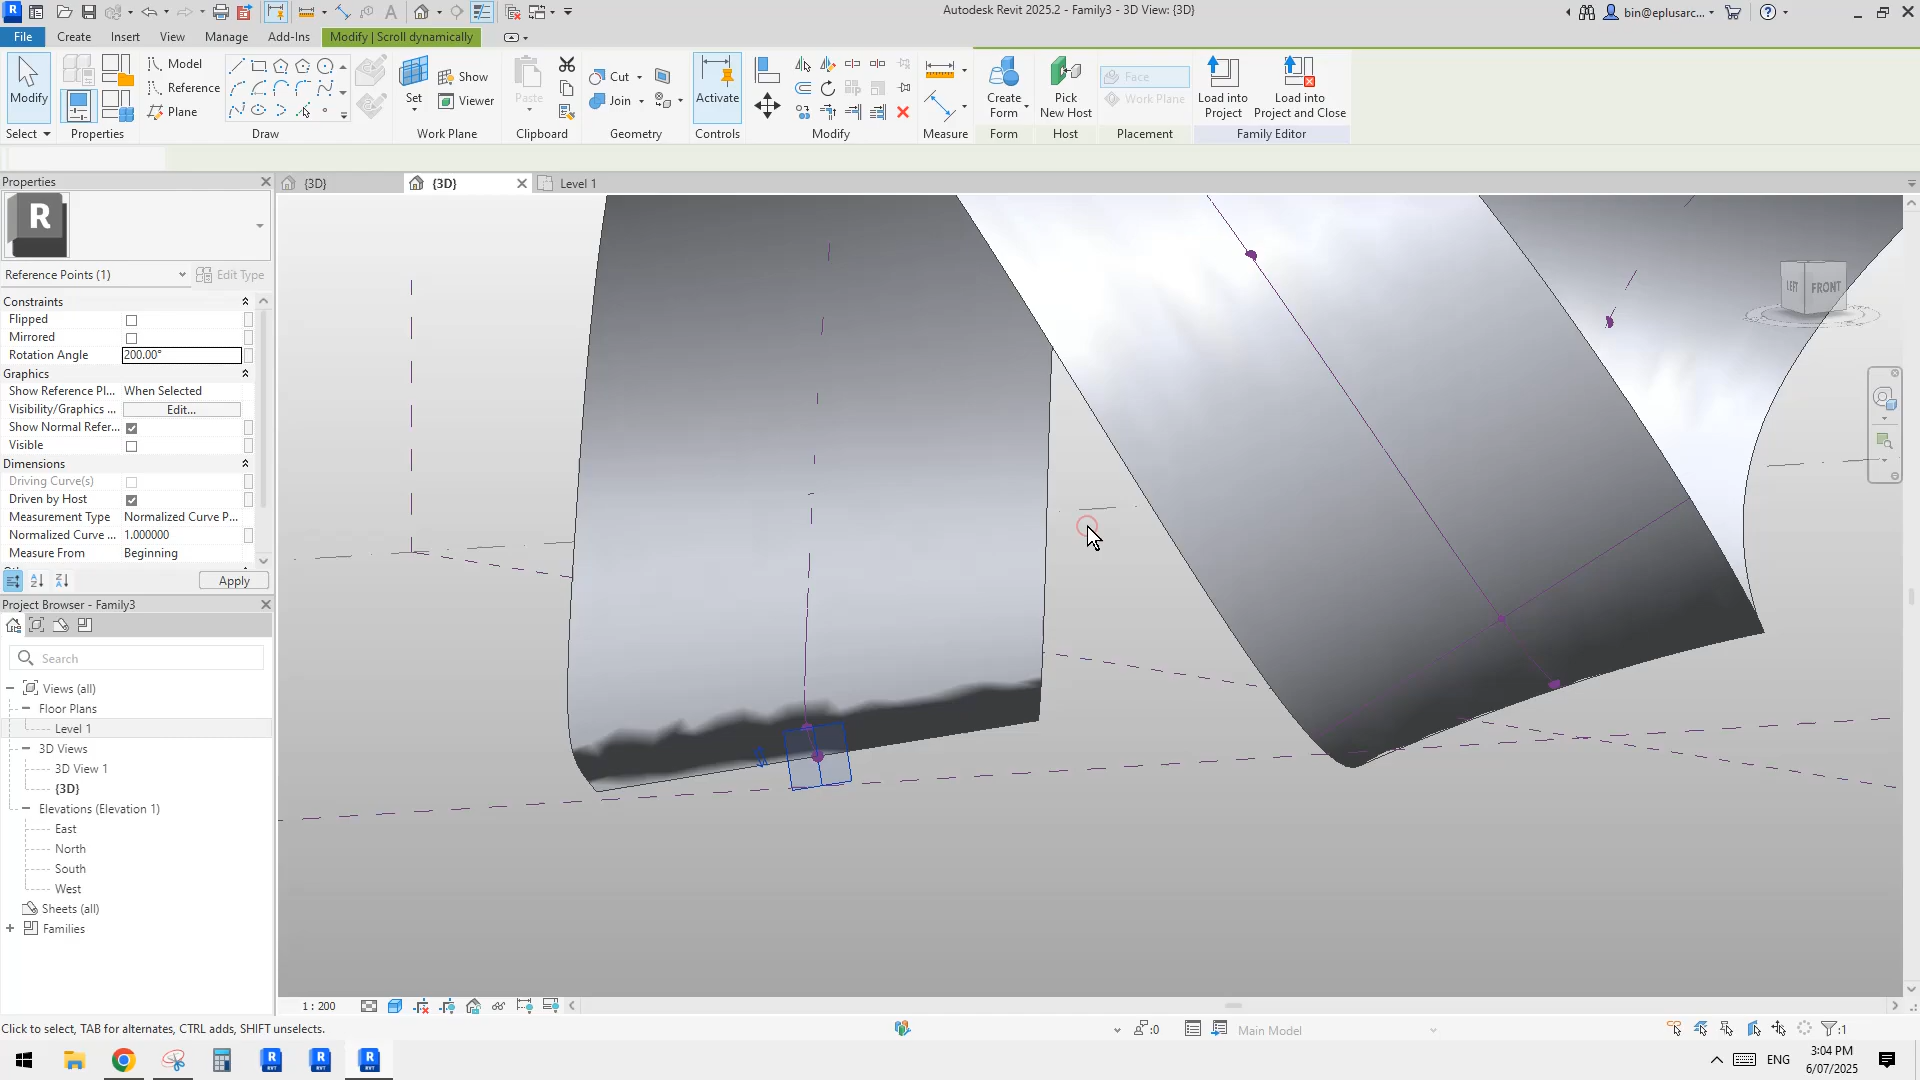 Autodesk Revit 2025.2 - Family3 - 3D View: {3D}
bin@eplusarc...
File Create Insert View Manage Add-Ins Modify | Scroll dynamically
Modify
Select
Properties
Model
Reference
Plane
Draw
Set
Show
Viewer
Work Plane
Paste
Clipboard
Cut
Join
Geometry
Activate
Controls
Modify
Measure
Create
Form
Form
Pick
New Host
Host
Face
Work Plane
Placement
Load into
Project
Load into
Project and Close
Family Editor
Properties
{3D}
{3D}
Level 1
R
Reference Points (1)
Edit Type
Constraints
Flipped
Mirrored
Rotation Angle 200.00°
Graphics
Show Reference Pl... When Selected
Visibility/Graphics ... Edit...
Show Normal Refer...
Visible
Dimensions
Driving Curve(s)
Driven by Host
Measurement Type Normalized Curve P...
Normalized Curve ... 1.000000
Measure From Beginning
Apply
LEFT
FRONT
Project Browser - Family3
Search
Views (all)
Floor Plans
Level 1
3D Views
3D View 1
{3D}
Elevations (Elevation 1)
East
North
South
West
Sheets (all)
Families
1 : 200
Click to select, TAB for alternates, CTRL adds, SHIFT unselects.
:0
Main Model
:1
ENG
3:04 PM
6/07/2025